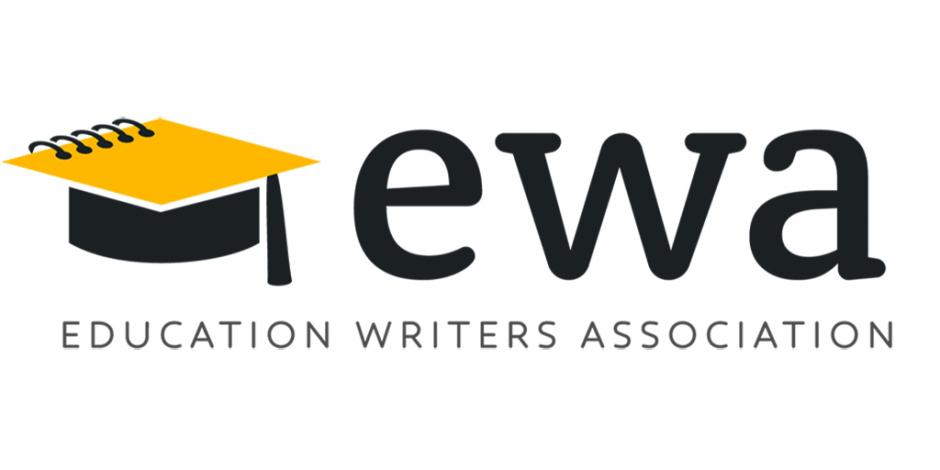 ewa
EDUCATION WRITERS ASSOCIATION